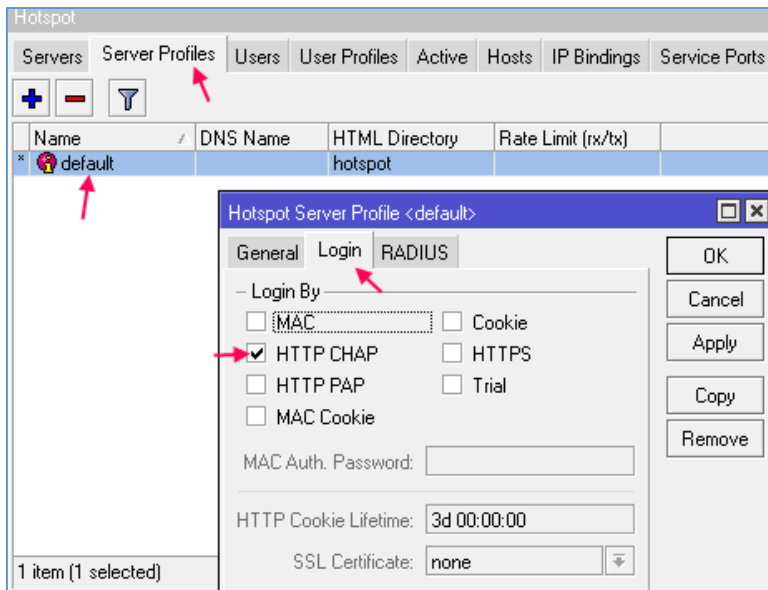 Hotspot
Servers Server Profiles Users User Profiles Active Hosts IP Bindings Service Ports
Name DNS Name HTML Directory Rate Limit (rx/tx)
* default hotspot
Hotspot Server Profile <default>
General Login RADIUS
OK
Login By
Cancel
MAC Cookie
HTTP CHAP HTTPS
Apply
HTTP PAP Trial
Copy
MAC Cookie
Remove
MAC Auth. Password:
HTTP Cookie Lifetime: 3d 00:00:00
SSL Certificate: none
1 item (1 selected)